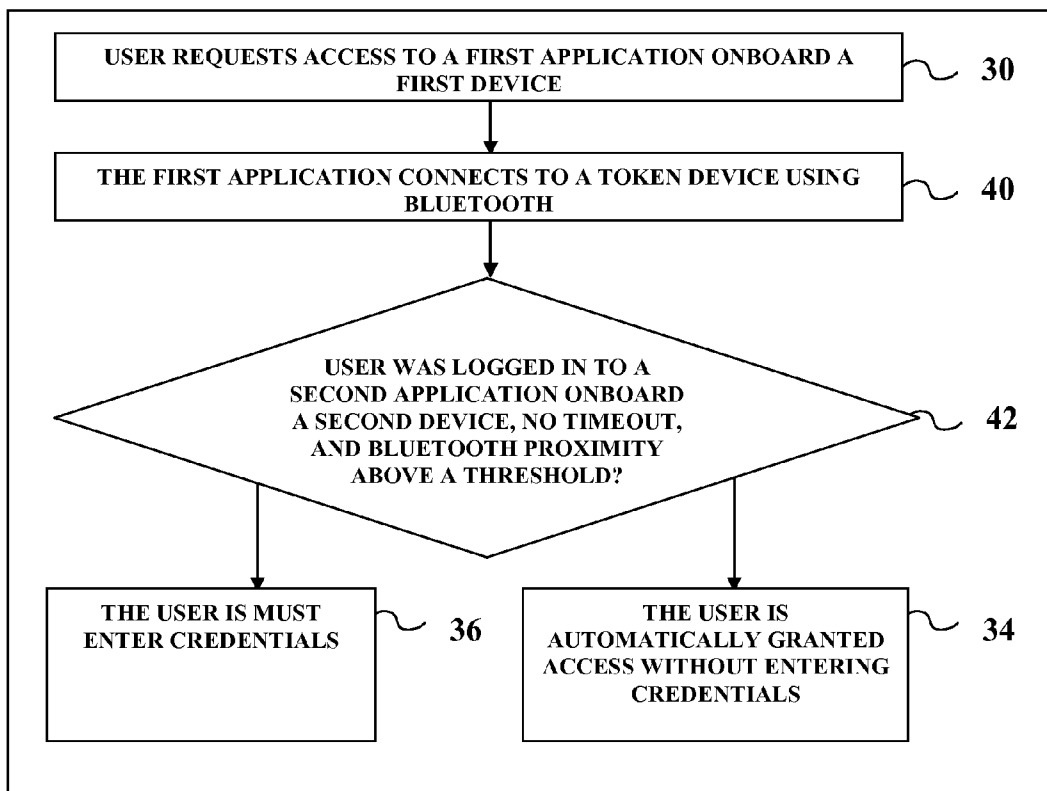 USER REQUESTS ACCESS TO A FIRST APPLICATION ONBOARD A
FIRST DEVICE
30
THE FIRST APPLICATION CONNECTS TO A TOKEN DEVICE USING
BLUETOOTH
40
USER WAS LOGGED IN TO A
SECOND APPLICATION ONBOARD
A SECOND DEVICE, NO TIMEOUT,
AND BLUETOOTH PROXIMITY
ABOVE A THRESHOLD?
42
THE USER IS MUST
ENTER CREDENTIALS
36
THE USER IS
AUTOMATICALLY GRANTED
ACCESS WITHOUT ENTERING
CREDENTIALS
34